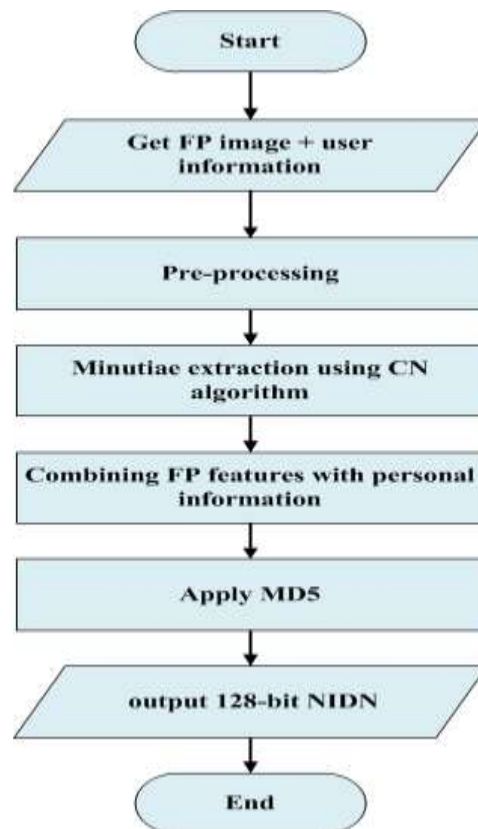 Start
Get FP image + user
information
Pre-processing
Minutiae extraction using CN
algorithm
Combining FP features with personal
information
Apply MD5
output 128-bit NIDN
End